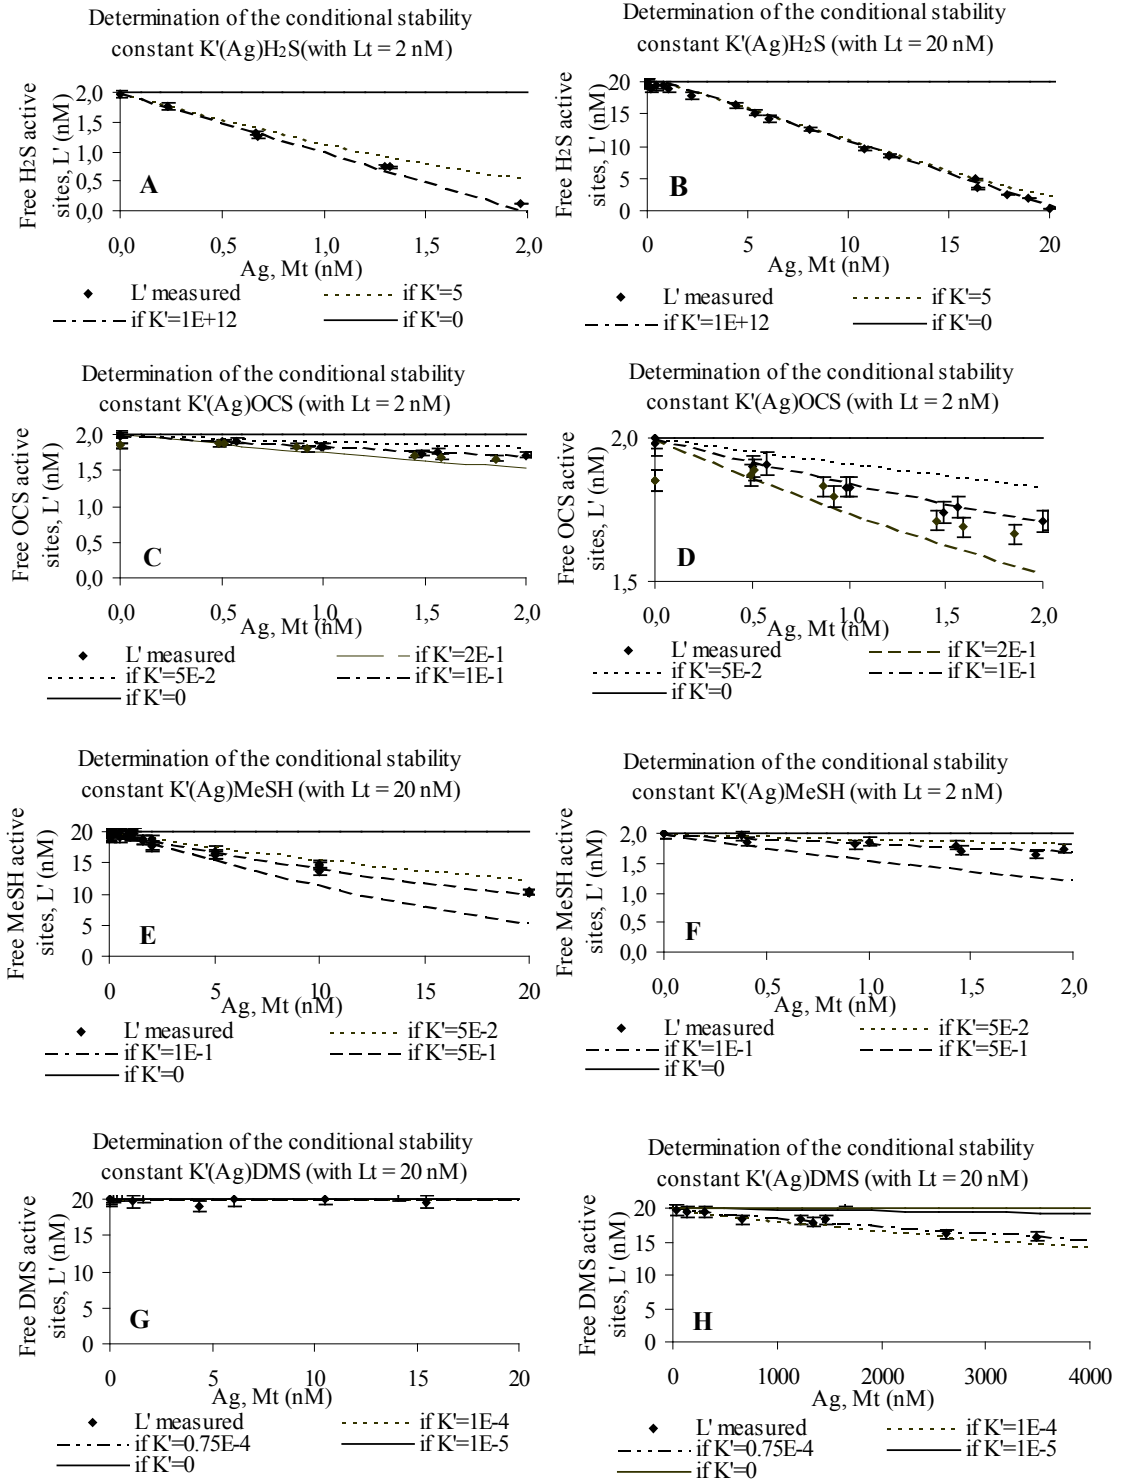 Determination of the conditional stability
constant K'(Ag)H2S(with Lt = 2 nM)
Free H2S active
sites, L' (nM)
2,0
1,5
1,0
0,5
0,0
A
0,0 0,5 1,0 1,5 2,0
Ag, Mt (nM)
L' measured if K'=5
if K'=1E+12 if K'=0
Determination of the conditional stability
constant K'(Ag)H2S (with Lt = 20 nM)
Free H2S active
sites, L' (nM)
20
15
10
5
0
B
0 5 10 15 20
Ag, Mt (nM)
L' measured if K'=5
if K'=1E+12 if K'=0
Determination of the conditional stability
constant K'(Ag)OCS (with Lt = 2 nM)
Free OCS active
sites, L' (nM)
2,0
1,5
1,0
0,5
0,0
C
0,0 0,5 1,0 1,5 2,0
Ag, Mt (nM)
L' measured if K'=2E-1
if K'=5E-2 if K'=1E-1
if K'=0
Determination of the conditional stability
constant K'(Ag)OCS (with Lt = 2 nM)
Free OCS active
sites, L' (nM)
2,0
1,5
D
0,0 0,5 1,0 1,5 2,0
Ag, Mt (nM)
L' measured if K'=2E-1
if K'=5E-2 if K'=1E-1
if K'=0
Determination of the conditional stability
constant K'(Ag)MeSH (with Lt = 20 nM)
Free MeSH active
sites, L' (nM)
20
15
10
5
0
E
0 5 10 15 20
Ag, Mt (nM)
L' measured if K'=5E-2
if K'=1E-1 if K'=5E-1
if K'=0
Determination of the conditional stability
constant K'(Ag)MeSH (with Lt = 2 nM)
Free MeSH active
sites, L' (nM)
2,0
1,5
1,0
0,5
0,0
F
0,0 0,5 1,0 1,5 2,0
Ag, Mt (nM)
L' measured if K'=5E-2
if K'=1E-1 if K'=5E-1
if K'=0
Determination of the conditional stability
constant K'(Ag)DMS (with Lt = 20 nM)
Free DMS active
sites, L' (nM)
20
15
10
5
0
G
0 5 10 15 20
Ag, Mt (nM)
L' measured if K'=1E-4
if K'=0.75E-4 if K'=1E-5
if K'=0
Determination of the conditional stability
constant K'(Ag)DMS (with Lt = 20 nM)
Free DMS active
sites, L' (nM)
20
15
10
5
0
H
0 1000 2000 3000 4000
Ag, Mt (nM)
L' measured if K'=1E-4
if K'=0.75E-4 if K'=1E-5
if K'=0